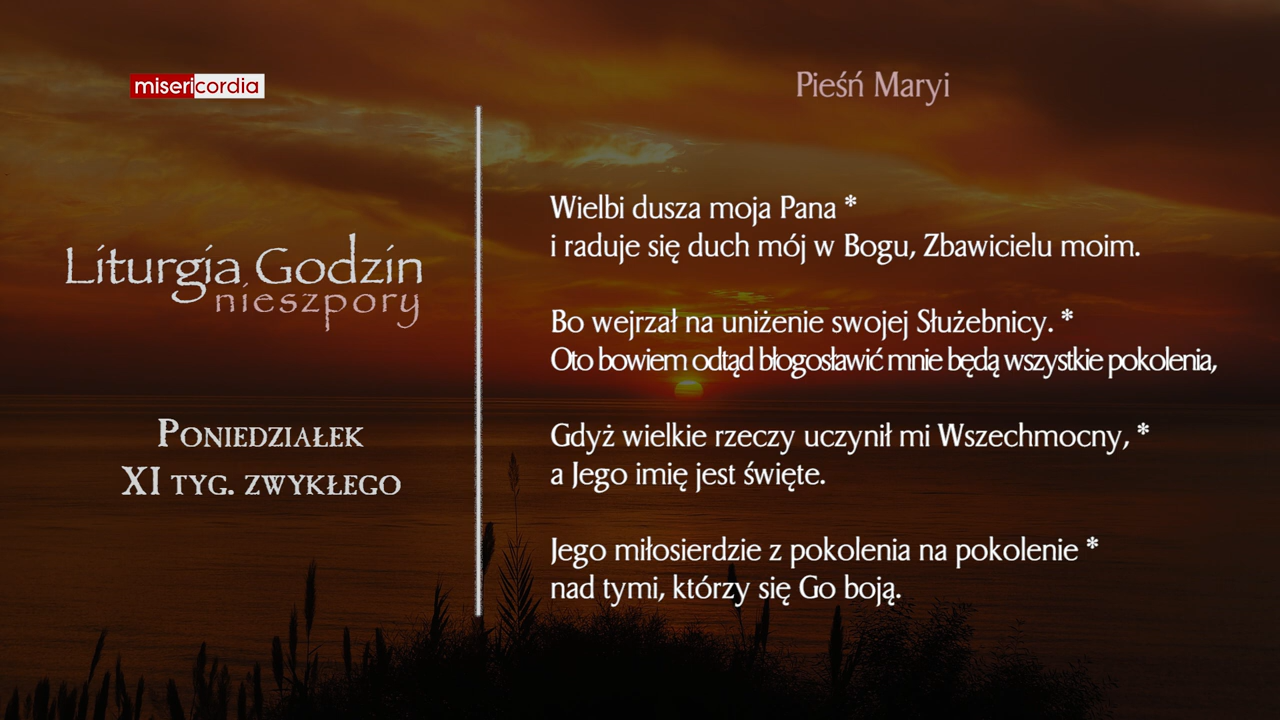 misericordia
Liturgia Godzin
nieszpory
Poniedziałek
XI tyg. zwykłego
Pieśń Maryi
Wielbi dusza moja Pana *
i raduje się duch mój w Bogu, Zbawicielu moim.
Bo wejrzał na uniżenie swojej Służebnicy. *
Oto bowiem odtąd błogosławić mnie będą wszystkie pokolenia,
Gdyż wielkie rzeczy uczynił mi Wszechmocny, *
a Jego imię jest święte.
Jego miłosierdzie z pokolenia na pokolenie *
nad tymi, którzy się Go boją.